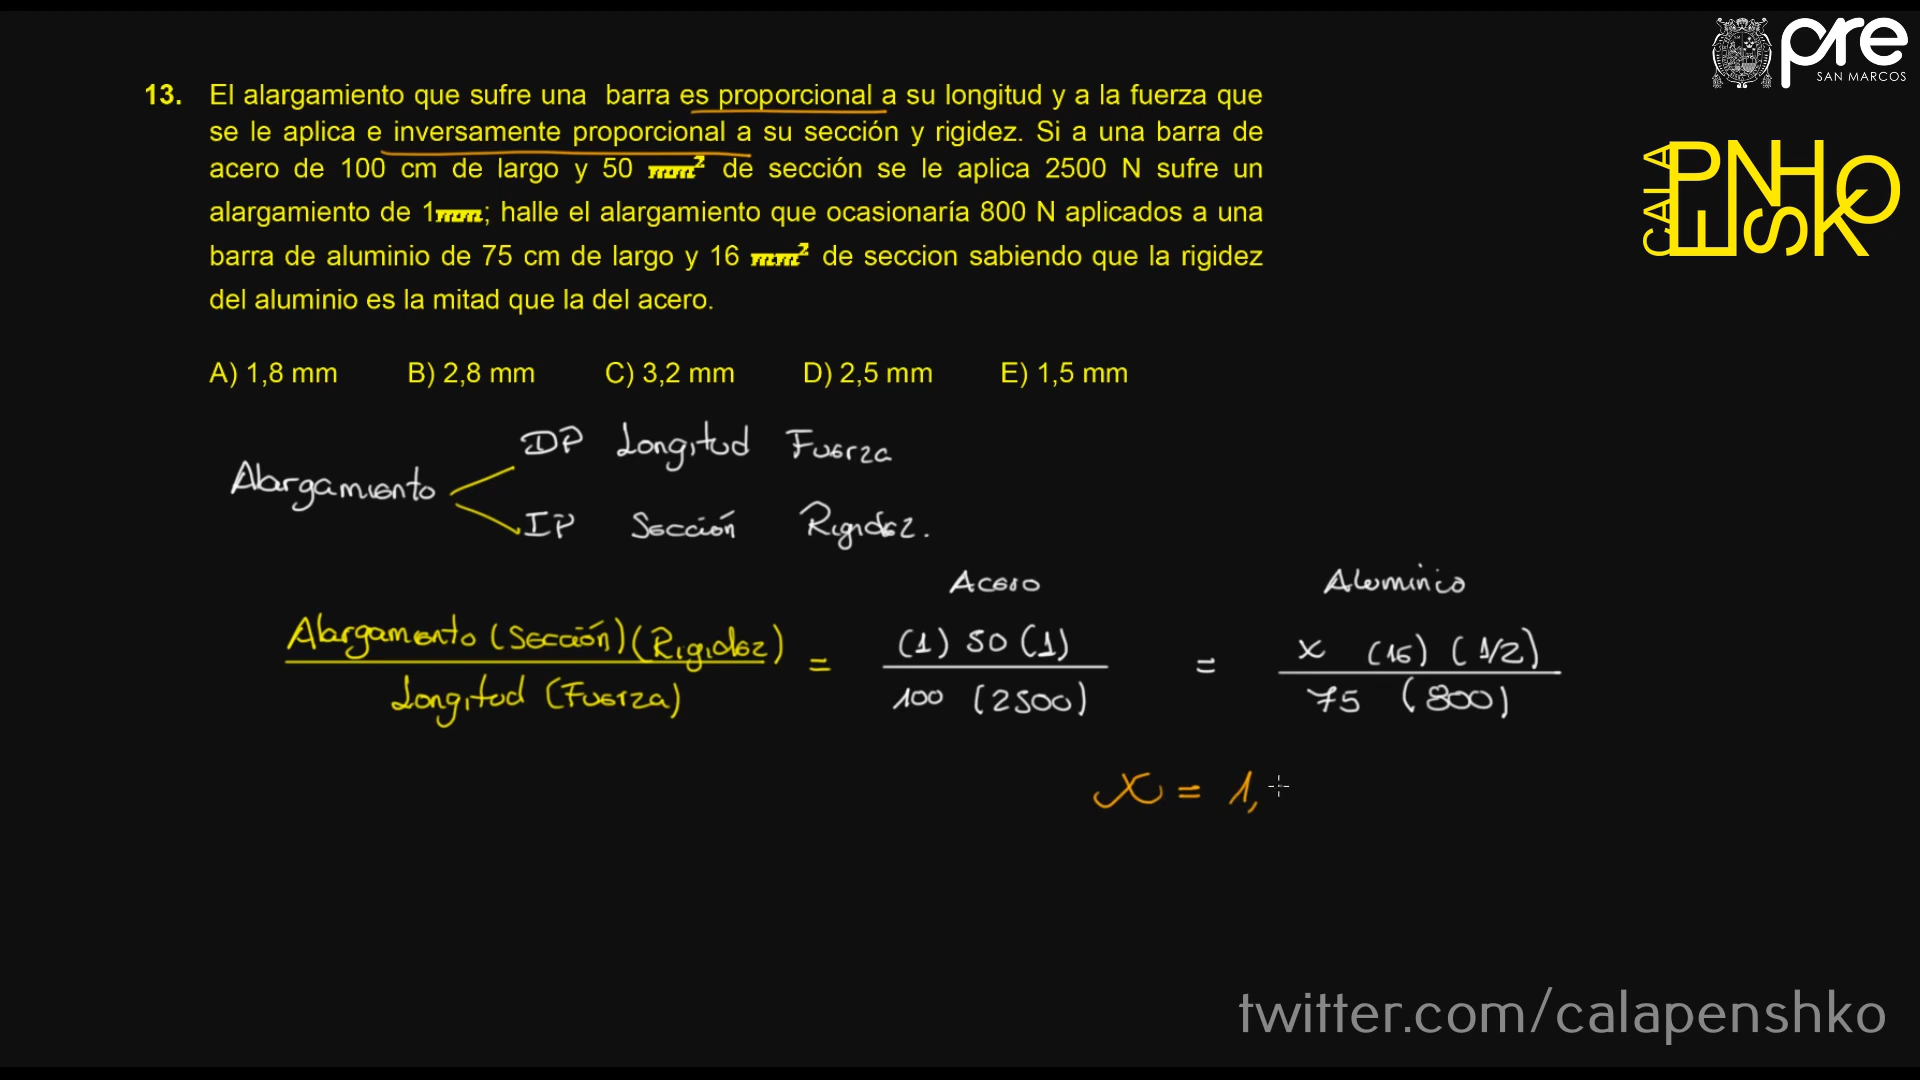 pre
SAN MARCOS
CALA
PENSHKO
13. El alargamiento que sufre una barra es proporcional a su longitud y a la fuerza que
se le aplica e inversamente proporcional a su sección y rigidez. Si a una barra de
acero de 100 cm de largo y 50 mm² de sección se le aplica 2500 N sufre un
alargamiento de 1mm; halle el alargamiento que ocasionaría 800 N aplicados a una
barra de aluminio de 75 cm de largo y 16 mm² de seccion sabiendo que la rigidez
del aluminio es la mitad que la del acero.
A) 1,8 mm B) 2,8 mm C) 3,2 mm D) 2,5 mm E) 1,5 mm
DP Longitud Fuerza
Alargamiento
IP Sección Rigidez.
Acero Aluminio
Alargamento (Sección) (Rigidez) = (1) 50 (1) = x (16) (1/2)
Longitud (Fuerza) 100 (2500) 75 (800)
x = 1,
twitter.com/calapenshko